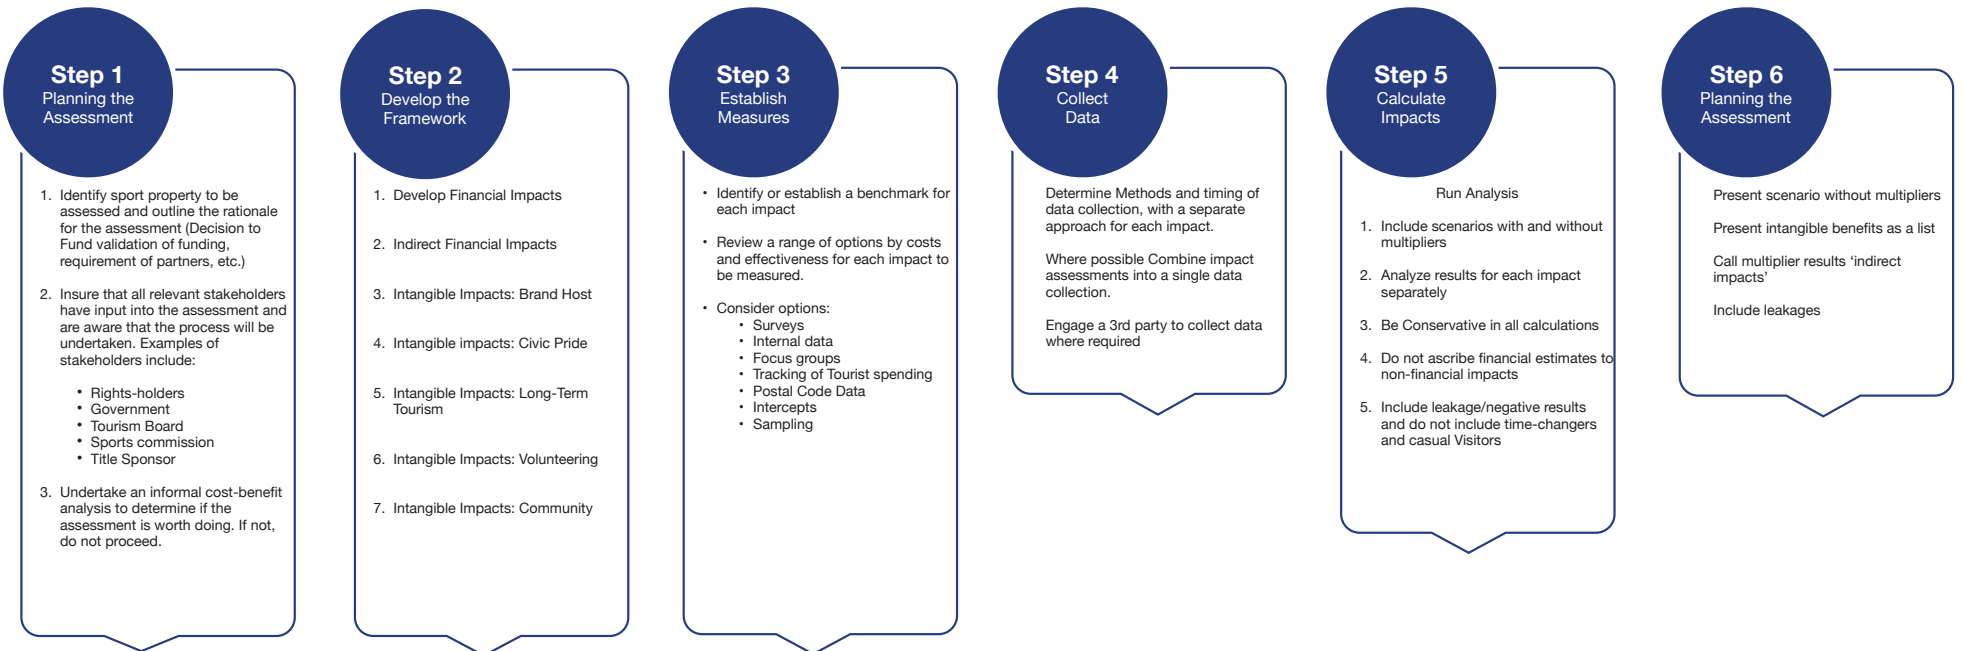 Step 1
Planning the
Assessment
1. Identify sport property to be
assessed and outline the rationale
for the assessment (Decision to
Fund validation of funding,
requirement of partners, etc.)
2. Insure that all relevant stakeholders
have input into the assessment and
are aware that the process will be
undertaken. Examples of
stakeholders include:
• Rights-holders
• Government
• Tourism Board
• Sports commission
• Title Sponsor
3. Undertake an informal cost-benefit
analysis to determine if the
assessment is worth doing. If not,
do not proceed.
Step 2
Develop the
Framework
1. Develop Financial Impacts
2. Indirect Financial Impacts
3. Intangible Impacts: Brand Host
4. Intangible impacts: Civic Pride
5. Intangible Impacts: Long-Term
Tourism
6. Intangible Impacts: Volunteering
7. Intangible Impacts: Community
Step 3
Establish
Measures
• Identify or establish a benchmark for
each impact
• Review a range of options by costs
and effectiveness for each impact to
be measured.
• Consider options:
• Surveys
• Internal data
• Focus groups
• Tracking of Tourist spending
• Postal Code Data
• Intercepts
• Sampling
Step 4
Collect
Data
Determine Methods and timing of
data collection, with a separate
approach for each impact.
Where possible Combine impact
assessments into a single data
collection.
Engage a 3rd party to collect data
where required
Step 5
Calculate
Impacts
Run Analysis
1. Include scenarios with and without
multipliers
2. Analyze results for each impact
separately
3. Be Conservative in all calculations
4. Do not ascribe financial estimates to
non-financial impacts
5. Include leakage/negative results
and do not include time-changers
and casual Visitors
Step 6
Planning the
Assessment
Present scenario without multipliers
Present intangible benefits as a list
Call multiplier results ‘indirect
impacts’
Include leakages